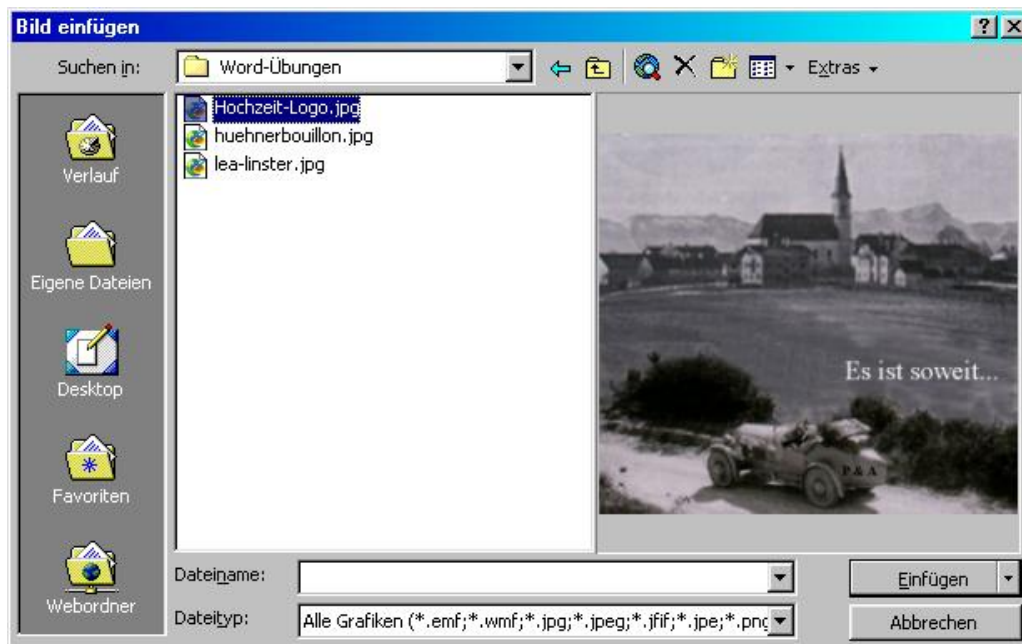 Bild einfügen
Suchen in:
Word-Übungen
Extras
Verlauf
Eigene Dateien
Desktop
Favoriten
Webordner
Hochzeit-Logo.jpg
huehnerbouillon.jpg
lea-linster.jpg
Es ist soweit...
P & A
Dateiname:
Einfügen
Dateityp:
Alle Grafiken (*.emf;*.wmf;*.jpg;*.jpeg;*.jfif;*.jpe;*.png
Abbrechen